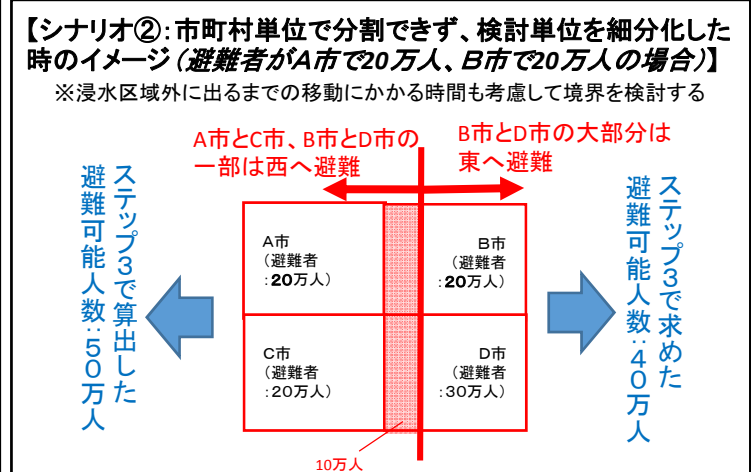 【シナリオ②：市町村単位で分割できず、検討単位を細分化した
時のイメージ（避難者がA市で20万人、B市で20万人の場合）】
※浸水区域外に出るまでの移動にかかる時間も考慮して境界を検討する
A市とC市、B市とD市の
一部は西へ避難
B市とD市の大部分は
東へ避難
ステップ３で算出した
避難可能人数：５０万人
A市
（避難者
：20万人）
B市
（避難者
：20万人）
C市
（避難者
：20万人）
D市
（避難者
：30万人）
ステップ３で求めた
避難可能人数：４０万人
10万人